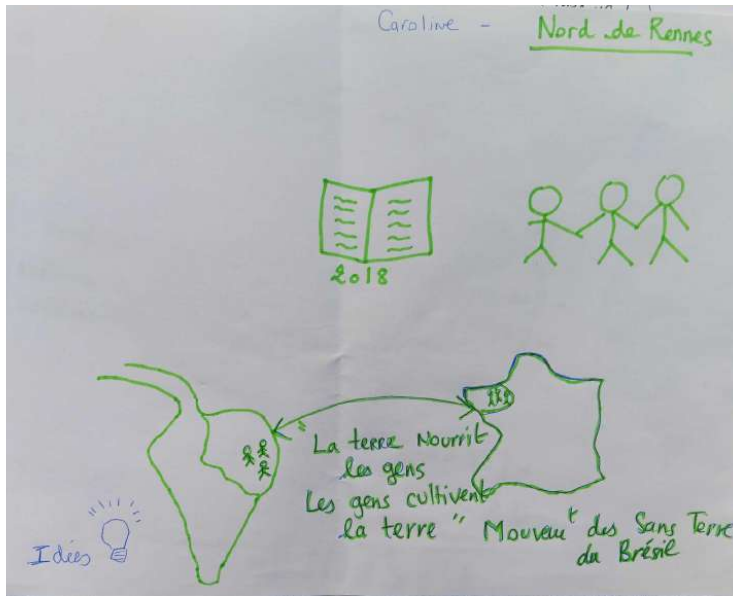 Caroline - Nord de Rennes
2018
" La terre Nourrit
les gens
Les gens cultivent
la terre " Mouvemt des Sans Terre
du Brésil
Idées